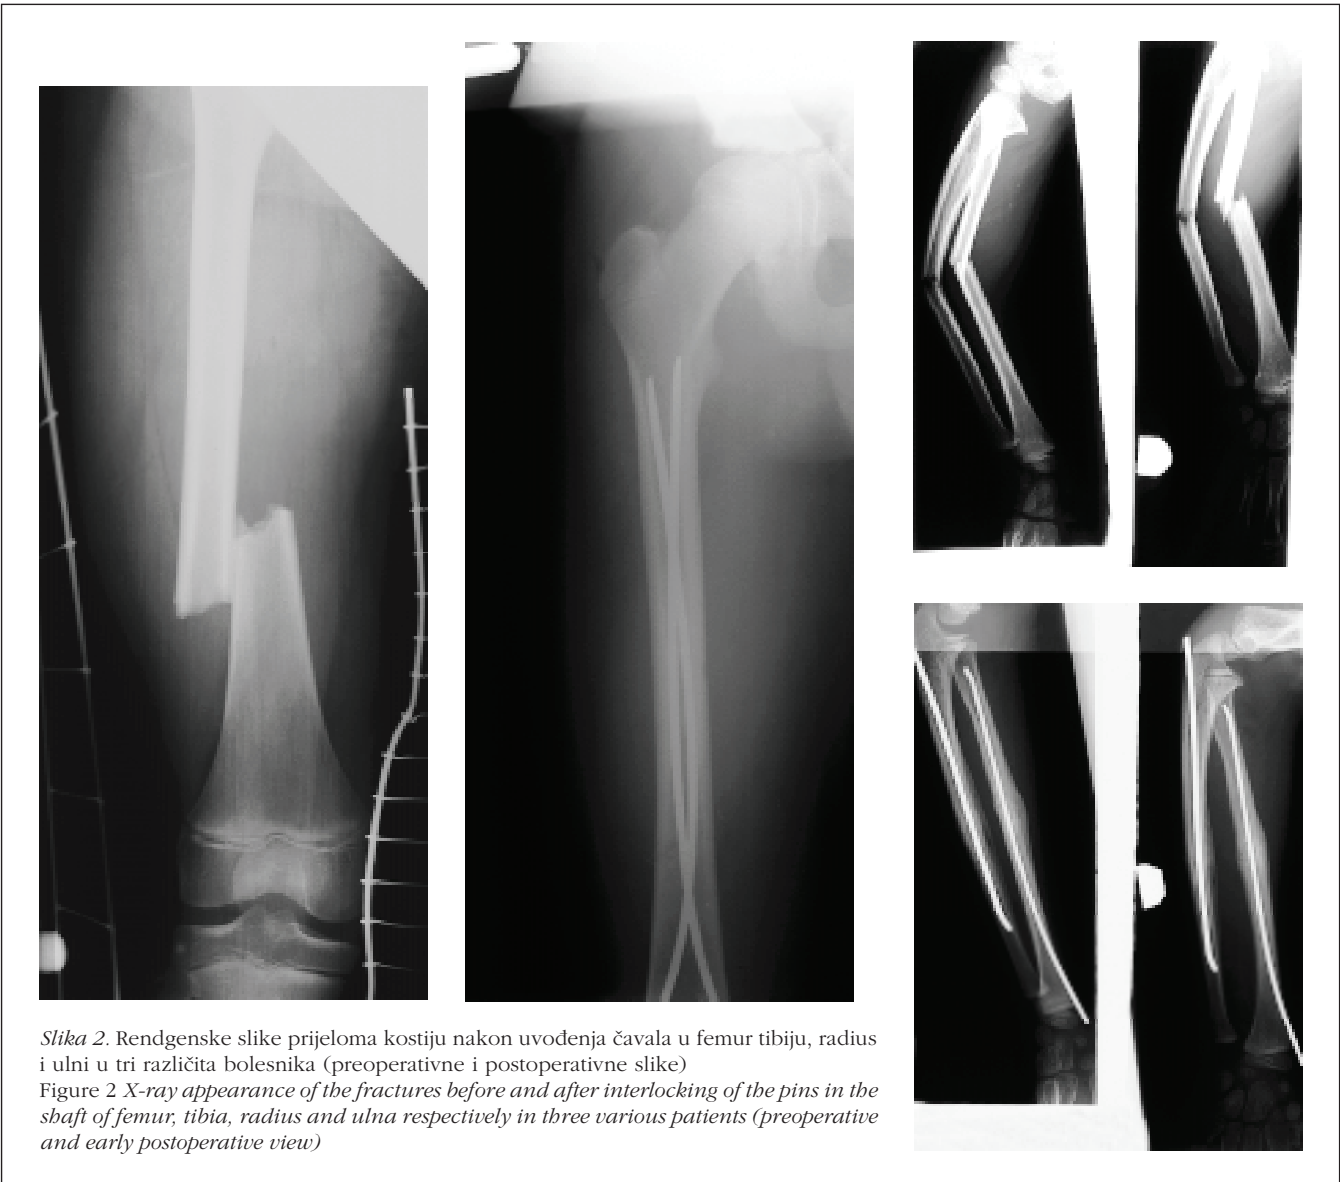 Slika 2. Rendgenske slike prijeloma kostiju nakon uvođenja čavala u femur tibiju, radius
i ulni u tri različita bolesnika (preoperativne i postoperativne slike)
Figure 2 X-ray appearance of the fractures before and after interlocking of the pins in the
shaft of femur, tibia, radius and ulna respectively in three various patients (preoperative
and early postoperative view)